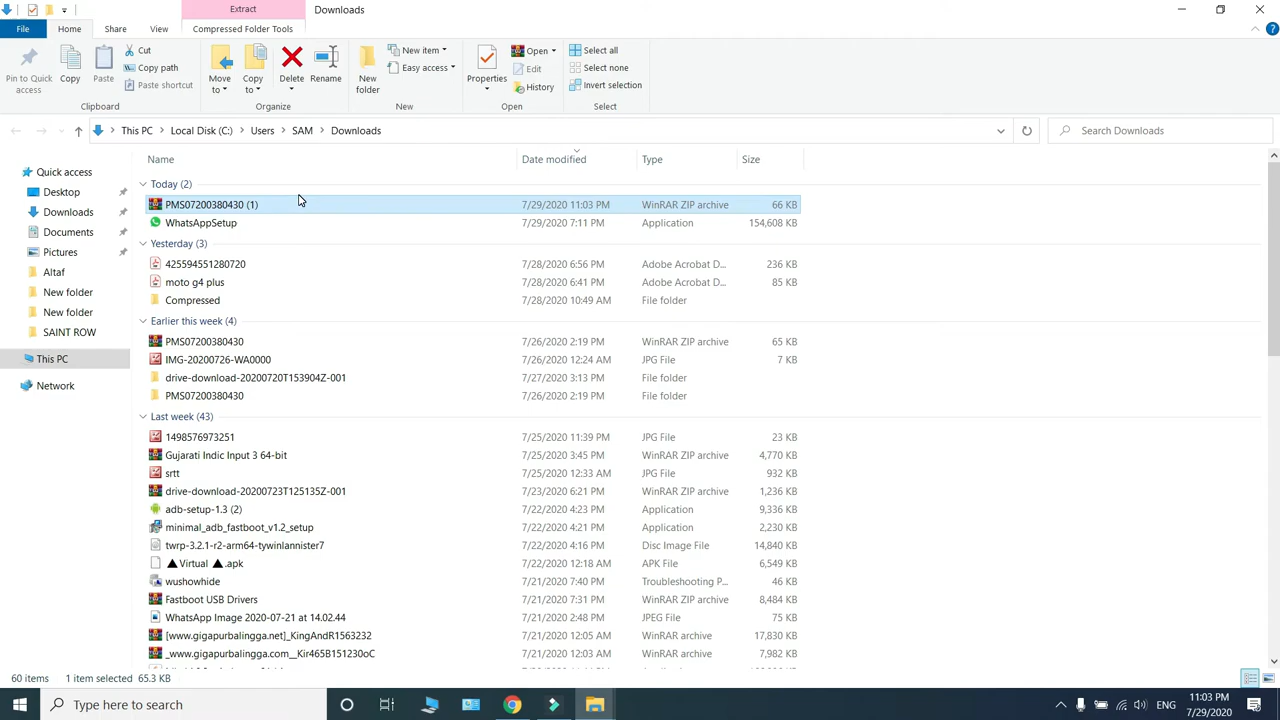 Extract
Downloads
File
Home
Share
View
Compressed Folder Tools
Pin to Quick access
Copy
Paste
Cut
Copy path
Paste shortcut
Clipboard
Move to
Copy to
Delete
Rename
Organize
New folder
New item
Easy access
New
Properties
Open
Edit
History
Open
Select all
Select none
Invert selection
Select
This PC > Local Disk (C:) > Users > SAM > Downloads
Search Downloads
Name Date modified Type Size
Quick access
Desktop
Downloads
Documents
Pictures
Altaf
New folder
New folder
SAINT ROW
This PC
Network
Today (2)
PMS07200380430 (1) 7/29/2020 11:03 PM WinRAR ZIP archive 66 KB
WhatsAppSetup 7/29/2020 7:11 PM Application 154,608 KB
Yesterday (3)
425594551280720 7/28/2020 6:56 PM Adobe Acrobat D... 236 KB
moto g4 plus 7/28/2020 6:41 PM Adobe Acrobat D... 85 KB
Compressed 7/28/2020 10:49 AM File folder
Earlier this week (4)
PMS07200380430 7/26/2020 2:19 PM WinRAR ZIP archive 65 KB
IMG-20200726-WA0000 7/26/2020 12:24 AM JPG File 7 KB
drive-download-20200720T153904Z-001 7/27/2020 3:13 PM File folder
PMS07200380430 7/26/2020 2:19 PM File folder
Last week (43)
1498576973251 7/25/2020 11:39 PM JPG File 23 KB
Gujarati Indic Input 3 64-bit 7/25/2020 3:45 PM WinRAR ZIP archive 4,770 KB
srtt 7/25/2020 12:33 AM JPG File 932 KB
drive-download-20200723T125135Z-001 7/23/2020 6:21 PM WinRAR ZIP archive 1,236 KB
adb-setup-1.3 (2) 7/22/2020 4:23 PM Application 9,336 KB
minimal_adb_fastboot_v1.2_setup 7/22/2020 4:21 PM Application 2,230 KB
twrp-3.2.1-r2-arm64-tywinlannister7 7/22/2020 4:16 PM Disc Image File 14,840 KB
▲Virtual ▲.apk 7/22/2020 12:18 AM APK File 6,549 KB
wushowhide 7/21/2020 7:40 PM Troubleshooting P... 46 KB
Fastboot USB Drivers 7/21/2020 7:31 PM WinRAR ZIP archive 8,484 KB
WhatsApp Image 2020-07-21 at 14.02.44 7/21/2020 2:48 PM JPEG File 75 KB
[www.gigapurbalingga.net]_KingAndR1563232 7/21/2020 12:05 AM WinRAR archive 17,830 KB
_www.gigapurbalingga.com__Kir465B151230oC 7/21/2020 12:03 AM WinRAR archive 7,982 KB
60 items 1 item selected 65.3 KB
Type here to search
ENG
11:03 PM
7/29/2020